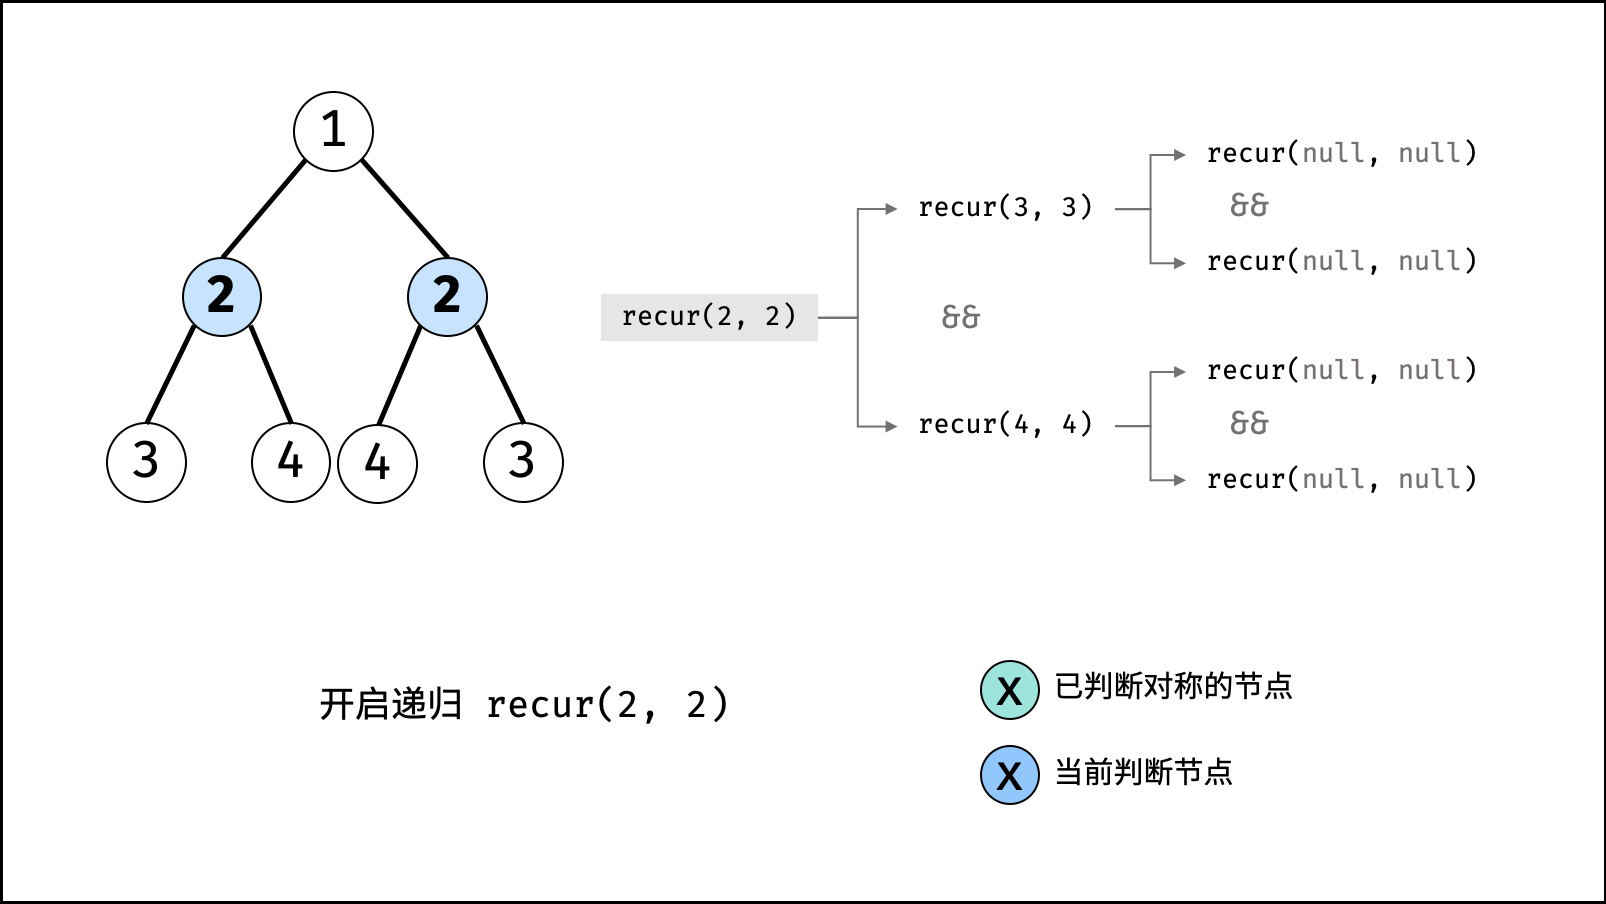 1
2 2
3 4 4 3
recur(2, 2)
recur(3, 3)
&&
recur(4, 4)
recur(null, null)
&&
recur(null, null)
recur(null, null)
&&
recur(null, null)
开启递归 recur(2, 2)
X 已判断对称的节点
X 当前判断节点